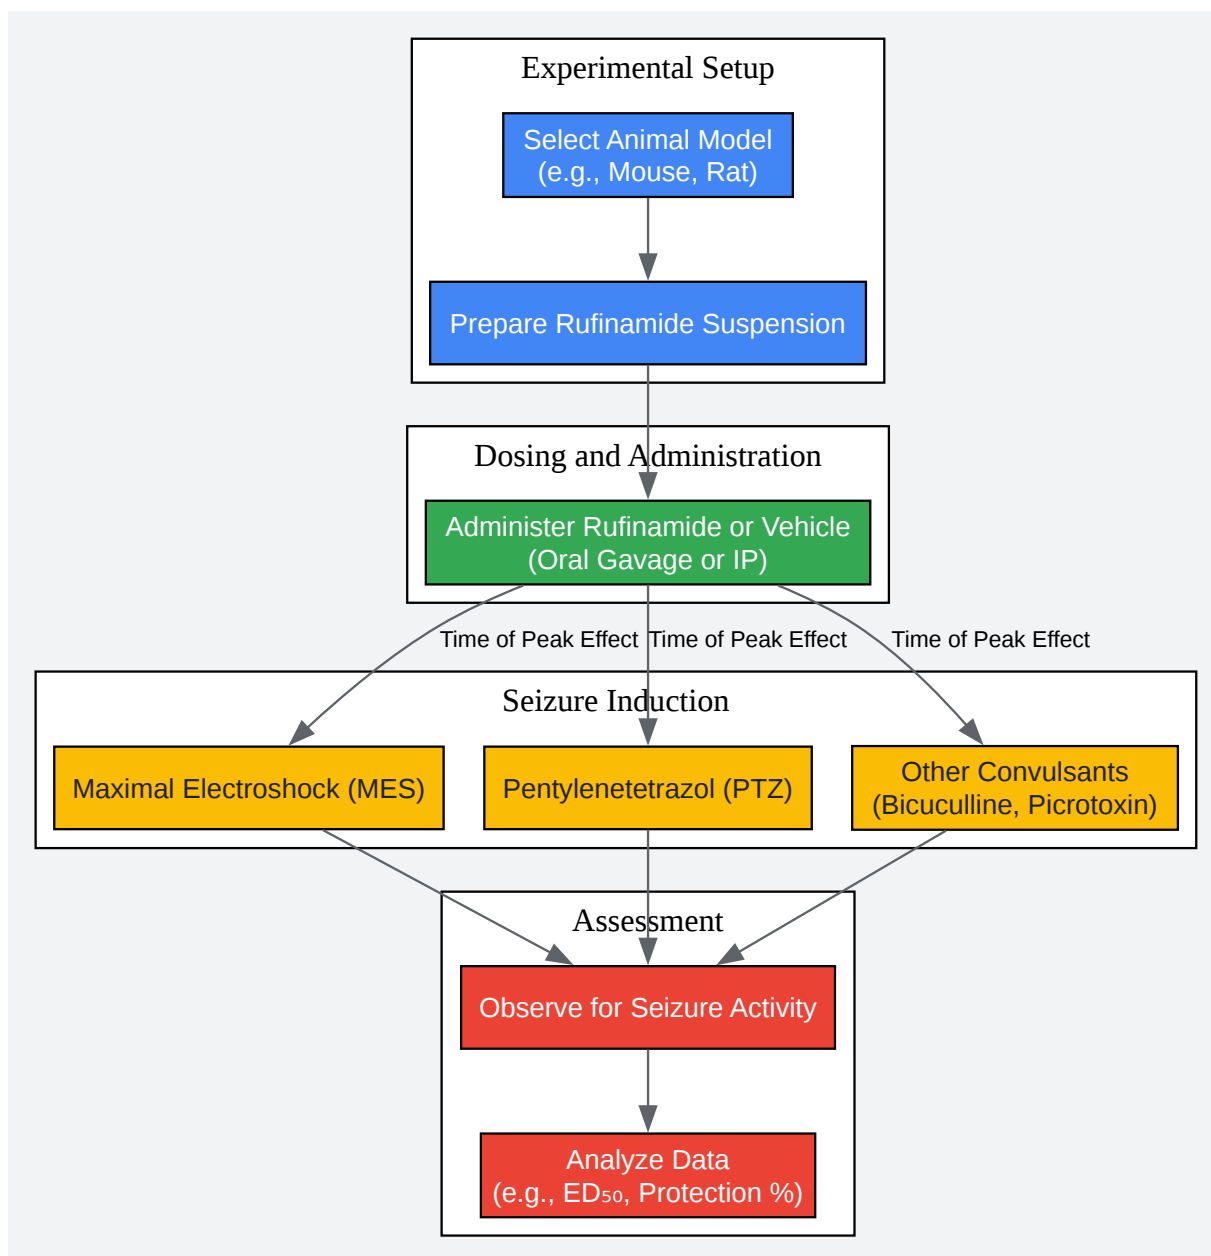 Experimental Setup
Select Animal Model
(e.g., Mouse, Rat)
Prepare Rufinamide Suspension
Dosing and Administration
Administer Rufinamide or Vehicle
(Oral Gavage or IP)
Time of Peak Effect
Time of Peak Effect
Time of Peak Effect
Seizure Induction
Maximal Electroshock (MES)
Pentylenetetrazol (PTZ)
Other Convulsants
(Bicuculline, Picrotoxin)
Assessment
Observe for Seizure Activity
Analyze Data
(e.g., ED₅₀, Protection %)